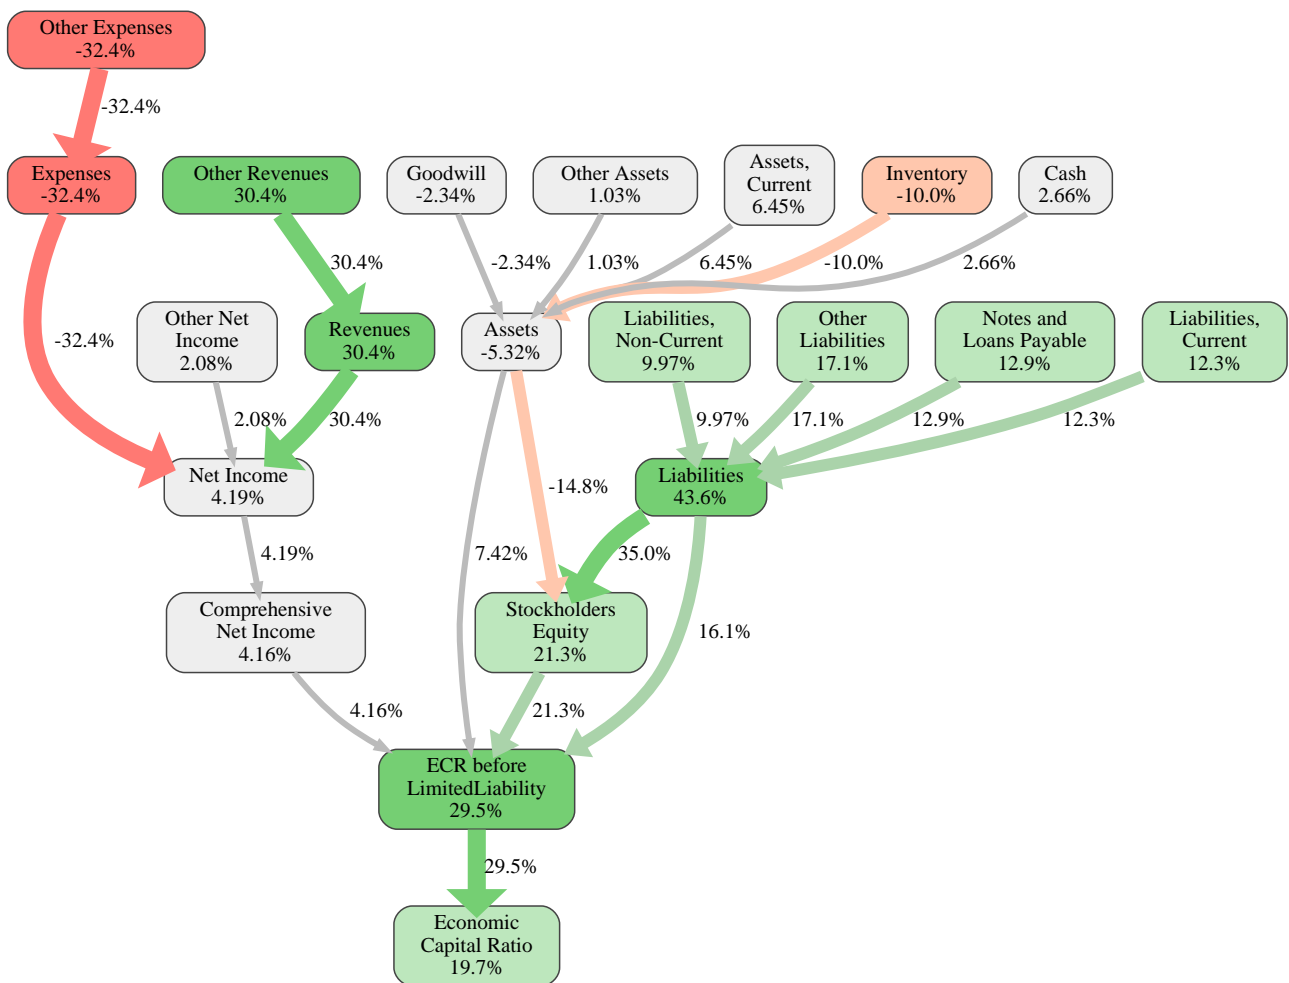 Other Expenses
-32.4%
-32.4%
Expenses
-32.4%
Other Revenues
30.4%
Goodwill
-2.34%
Other Assets
1.03%
Assets,
Current
6.45%
Inventory
-10.0%
Cash
2.66%
30.4%
-2.34%
1.03%
6.45%
-10.0%
2.66%
-32.4%
Other Net
Income
2.08%
Revenues
30.4%
Assets
-5.32%
Liabilities,
Non-Current
9.97%
Other
Liabilities
17.1%
Notes and
Loans Payable
12.9%
Liabilities,
Current
12.3%
2.08%
30.4%
9.97%
17.1%
12.9%
12.3%
Net Income
4.19%
-14.8%
Liabilities
43.6%
4.19%
7.42%
35.0%
Comprehensive
Net Income
4.16%
Stockholders
Equity
21.3%
16.1%
4.16%
21.3%
ECR before
LimitedLiability
29.5%
29.5%
Economic
Capital Ratio
19.7%